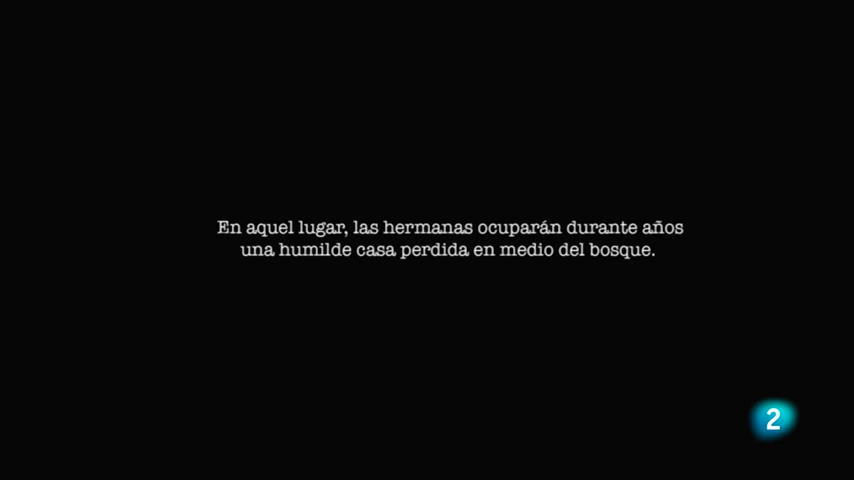 En aquel lugar, las hermanas ocuparán durante años
una humilde casa perdida en medio del bosque.
2